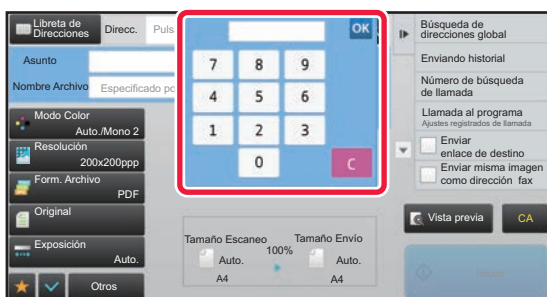 Libreta de
Direcciones
Direcc.
Puls
Asunto
Nombre Archivo
Especificado po
Modo Color
Auto./Mono 2
Resolución
200x200ppp
Form. Archivo
PDF
Original
Exposición
Auto.
Otros
OK
7 8 9
4 5 6
1 2 3
0 C
Tamaño Escaneo
100%
Tamaño Envío
Auto.
A4
Auto.
A4
Búsqueda de
direcciones global
Enviando historial
Número de búsqueda
de llamada
Llamada al programa
Ajustes registrados de llamada
Enviar
enlace de destino
Enviar misma imagen
como dirección fax
Vista previa
CA